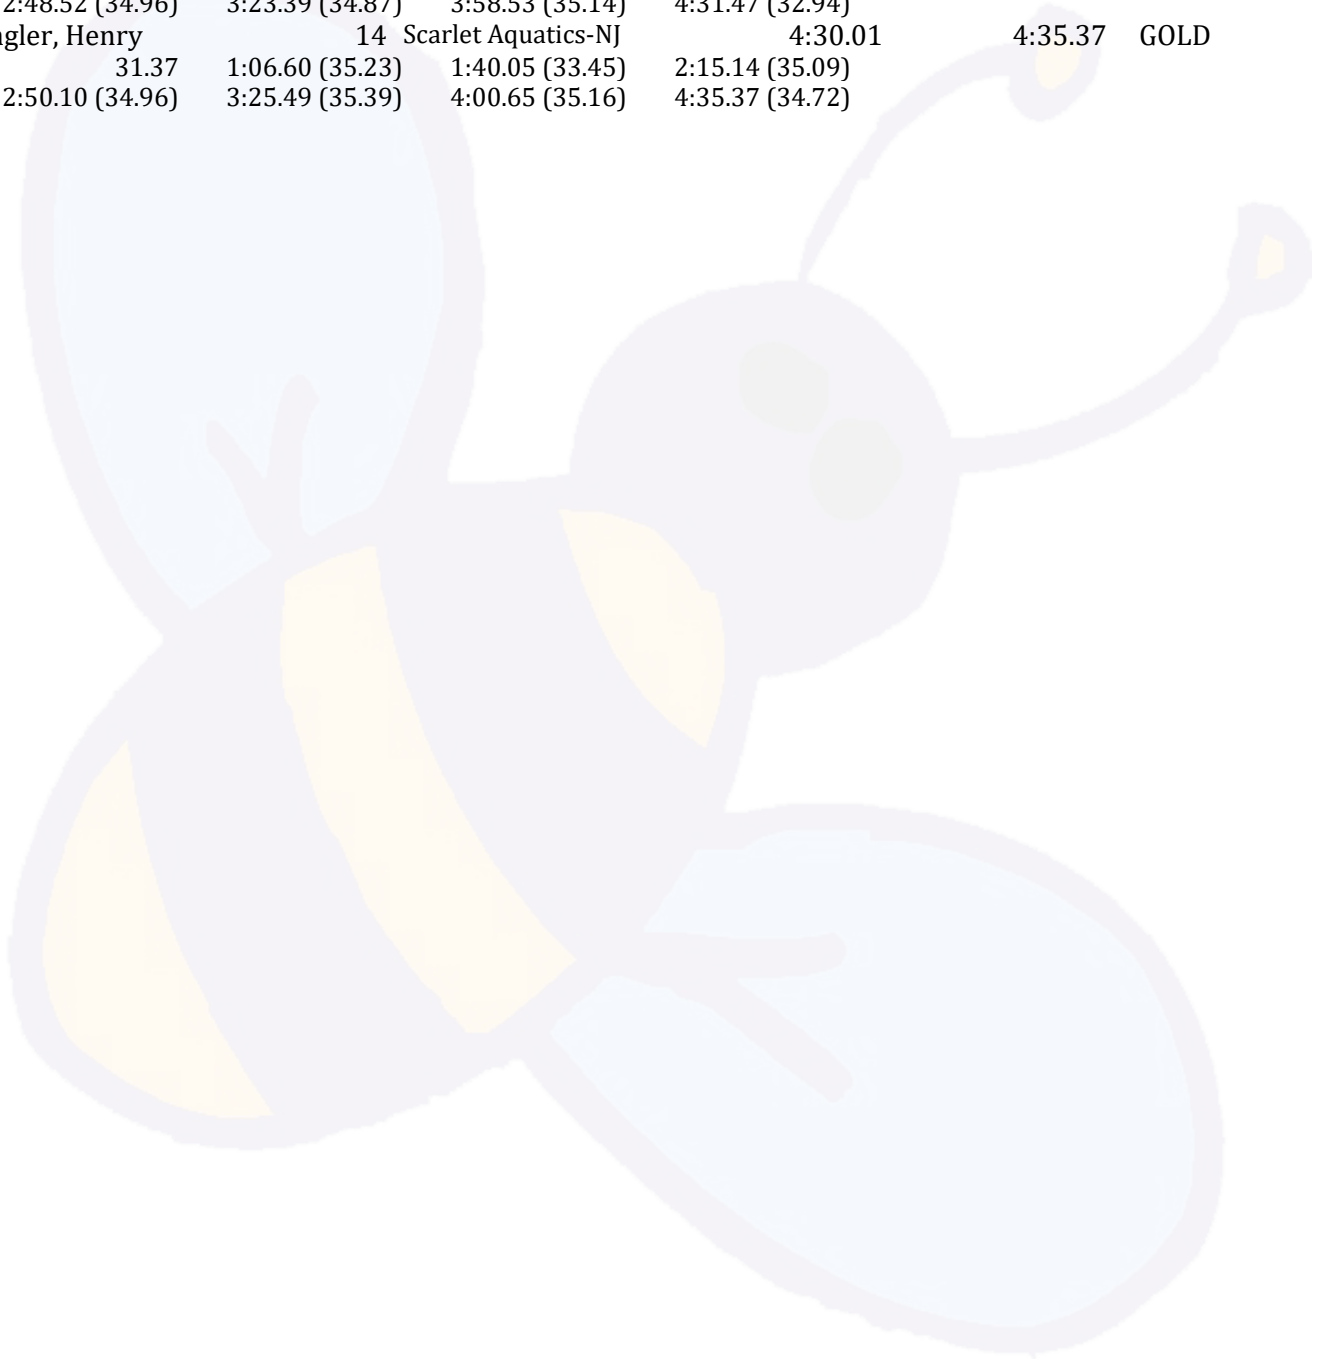 2:48.52 (34.96) 3:23.39 (34.87) 3:58.53 (35.14) 4:31.47 (32.94)
Henry 14 Scarlet Aquatics-NJ 4:30.01 4:35.37 GOLD
31.37 1:06.60 (35.23) 1:40.05 (33.45) 2:15.14 (35.09)
2:50.10 (34.96) 3:25.49 (35.39) 4:00.65 (35.16) 4:35.37 (34.72)